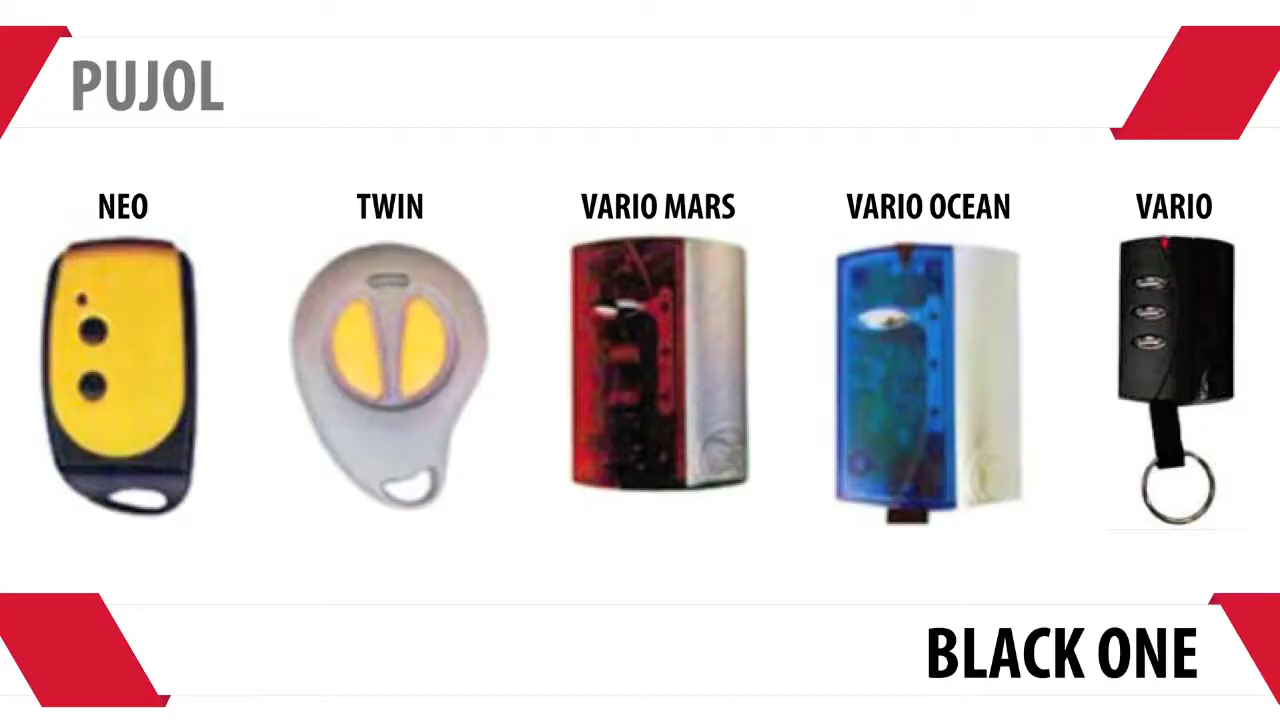 PUJOL
NEO
TWIN
VARIO MARS
VARIO OCEAN
VARIO
BLACK ONE